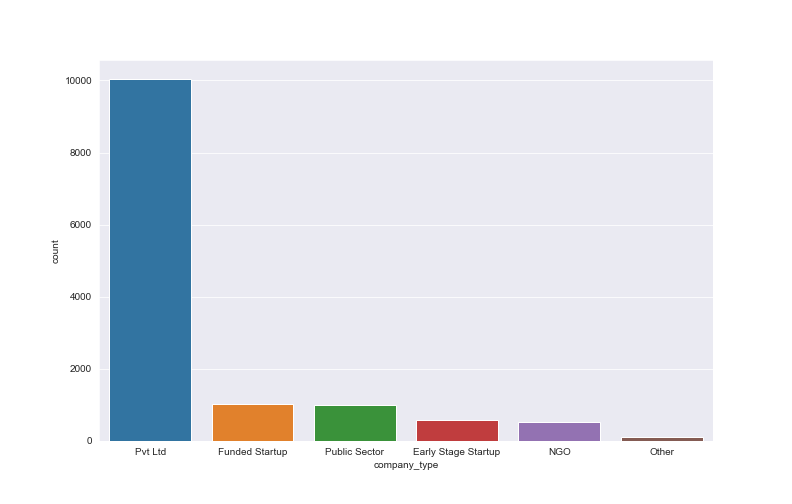 10000
8000
6000
4000
2000
0
count
Pvt Ltd
Funded Startup
Public Sector
Early Stage Startup
NGO
Other
company_type